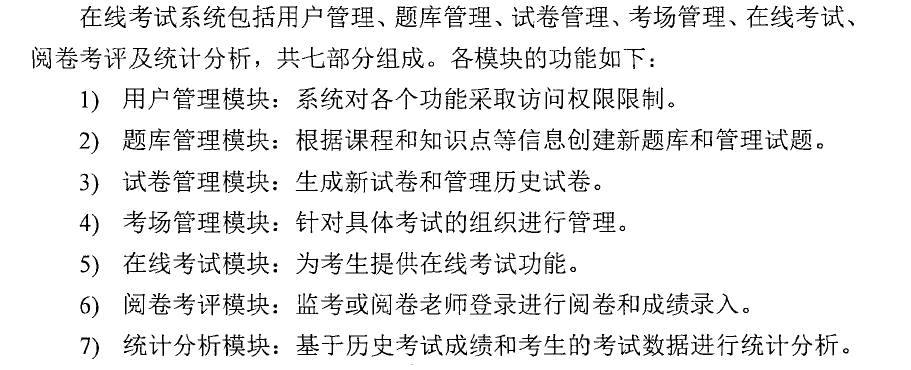 在线考试系统包括用户管理、题库管理、试卷管理、考场管理、在线考试、
阅卷考评及统计分析，共七部分组成。各模块的功能如下：
1) 用户管理模块：系统对各个功能采取访问权限限制。
2) 题库管理模块：根据课程和知识点等信息创建新题库和管理试题。
3) 试卷管理模块：生成新试卷和管理历史试卷。
4) 考场管理模块：针对具体考试的组织进行管理。
5) 在线考试模块：为考生提供在线考试功能。
6) 阅卷考评模块：监考或阅卷老师登录进行阅卷和成绩录入。
7) 统计分析模块：基于历史考试成绩和考生的考试数据进行统计分析。